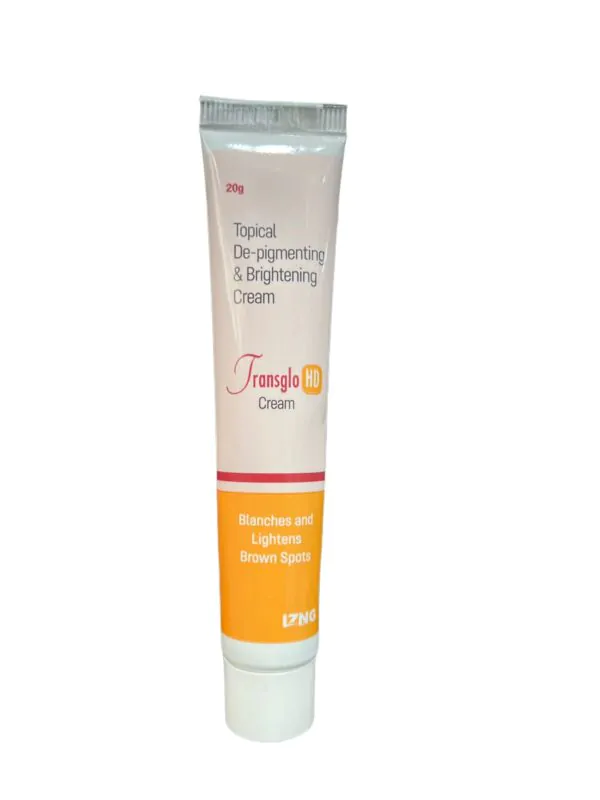 20g
Topical
De-pigmenting
& Brightening
Cream
Transglo HD
Cream
Blanches and
Lightens
Brown Spots